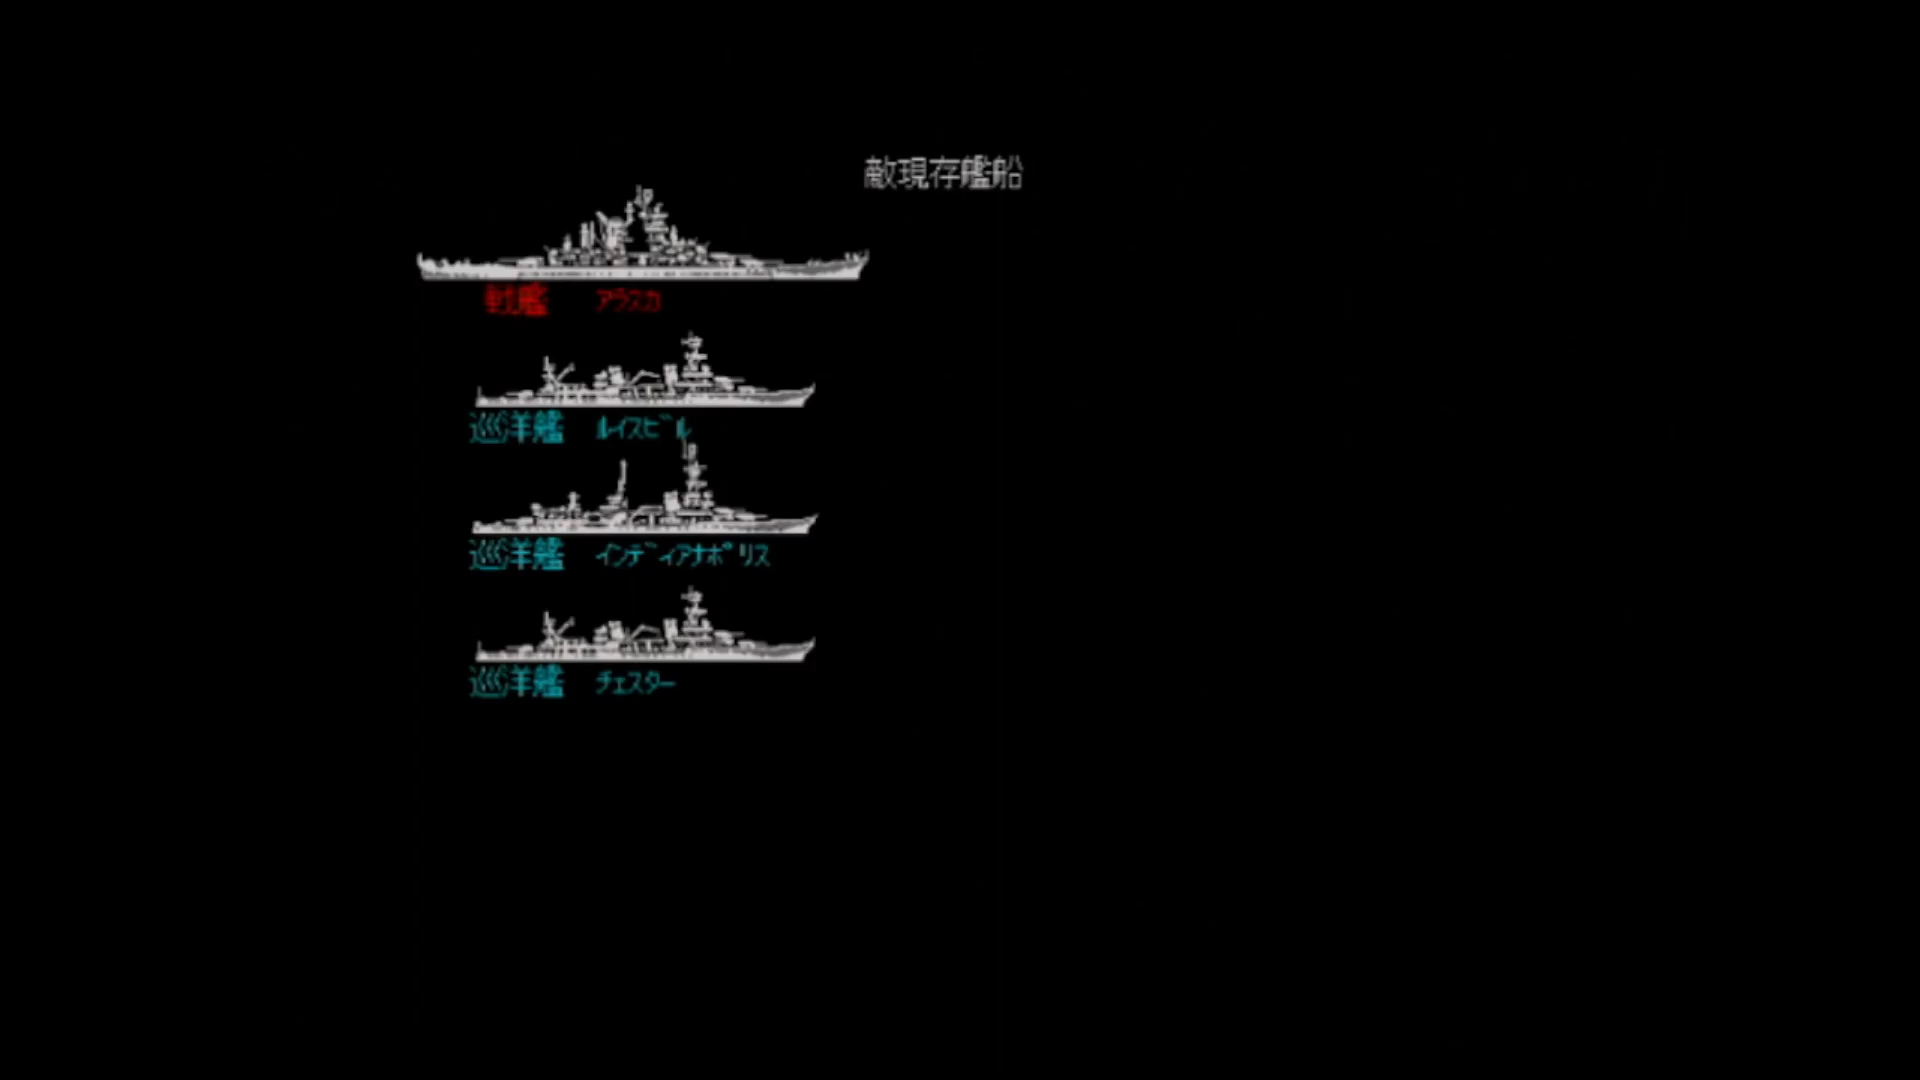 敵現存艦船
戦艦 アラスカ
巡洋艦 ルイスビル
巡洋艦 インディアナポリス
巡洋艦 チェスター